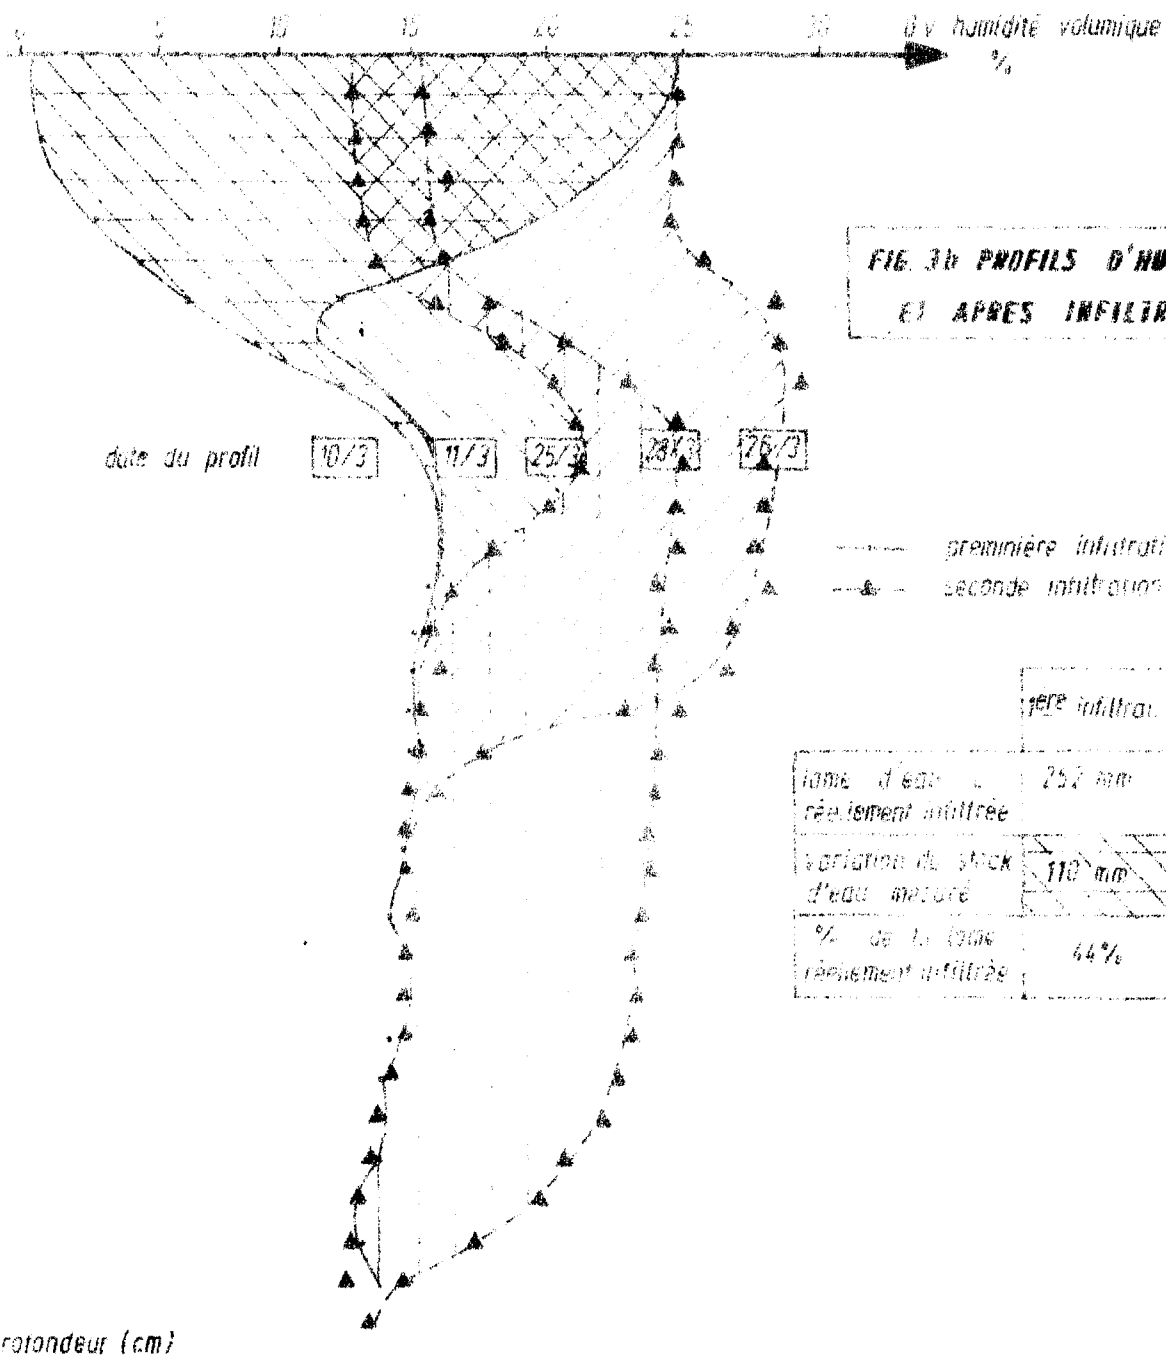 0 5 10 15 20 25 30 θv humidité volumique
%
FIG. 3b PROFILS D'HU
ET APRES INFILTR
date du profil 10/3 11/3 25/3 28/3 26/3
preminière infiltrati
seconde infiltration
1ère infiltrat
lame d'eau 252 mm
réellement infiltrée
variation du stock 110 mm
d'eau mesuré
% de la lame 44%
réellement infiltrée
rofondeur (cm)